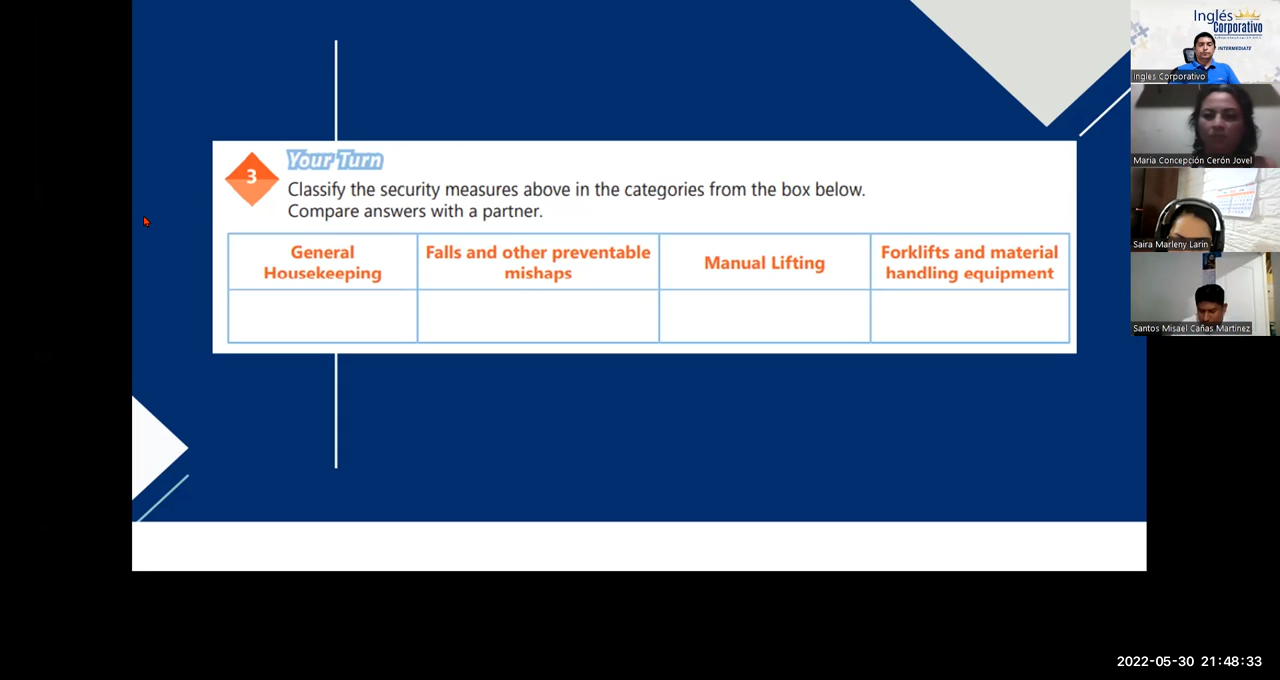 3
Your Turn
Classify the security measures above in the categories from the box below.
Compare answers with a partner.
General
Housekeeping
Falls and other preventable
mishaps
Manual Lifting
Forklifts and material
handling equipment
Inglés
Corporativo
INTERMEDIATE
Ingles Corporativo
Maria Concepción Cerón Jovel
Saira Marleny Larin
Santos Misael Cañas Martinez
2022-05-30 21:48:33